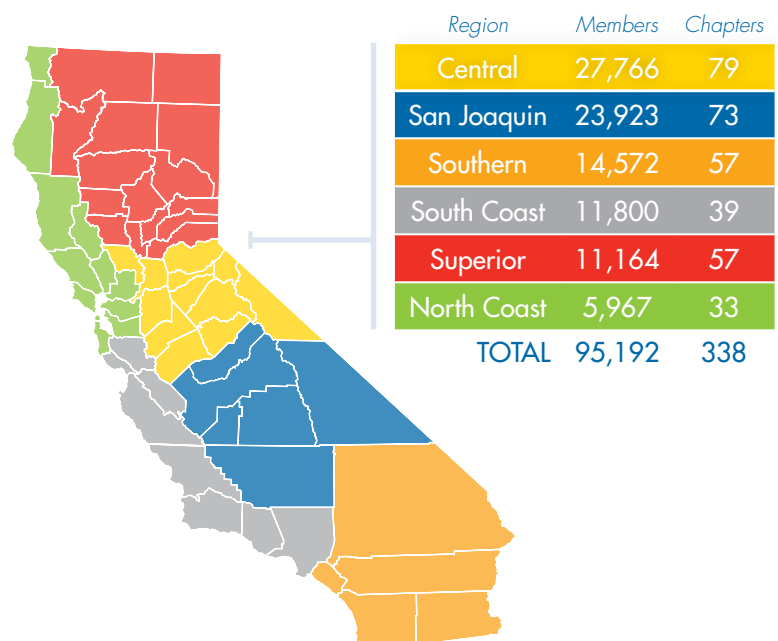 Region Members Chapters
Central 27,766 79
San Joaquin 23,923 73
Southern 14,572 57
South Coast 11,800 39
Superior 11,164 57
North Coast 5,967 33
TOTAL 95,192 338